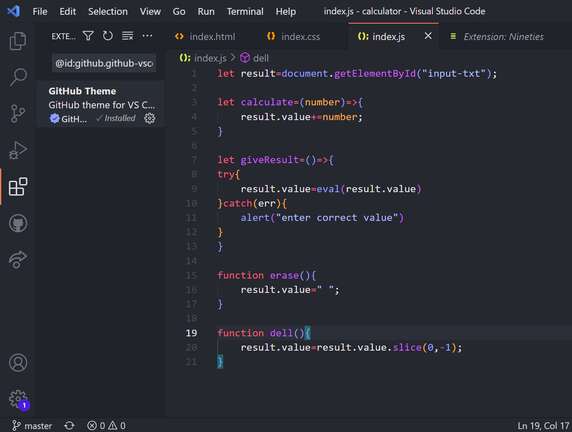 File Edit Selection View Go Run Terminal Help index.js - calculator - Visual Studio Code
EXTE...
index.html
index.css
index.js
Extension: Nineties
@id:github.github-vsc
index.js > dell
GitHub Theme
GitHub theme for VS C...
GitH... Installed
1 let result=document.getElementById("input-txt");
2
3 let calculate=(number)=>{
4 result.value+=number;
5 }
6
7 let giveResult=()=>{
8 try{
9 result.value=eval(result.value)
10 }catch(err){
11 alert("enter correct value")
12 }
13 }
14
15 function erase(){
16 result.value=" ";
17 }
18
19 function dell(){
20 result.value=result.value.slice(0,-1);
21 }
1
master 0 0 Ln 19, Col 17